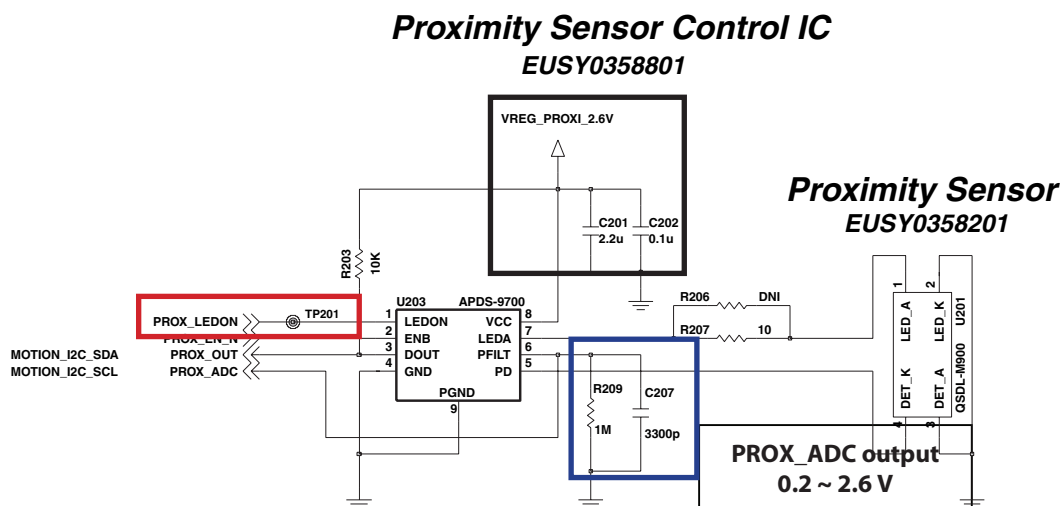 Proximity Sensor Control IC
EUSY0358801
VREG_PROXI_2.6V
Proximity Sensor
EUSY0358201
C201
2.2u
C202
0.1u
R203
10K
U203
APDS-9700
R206
DNI
R207
10
PROX_LEDON
TP201
1
LEDON
VCC
8
PROX_EN_N
2
ENB
LEDA
7
MOTION_I2C_SDA
PROX_OUT
3
DOUT
PFILT
6
MOTION_I2C_SCL
PROX_ADC
4
GND
PD
5
PGND
9
R209
1M
C207
3300p
1
2
LED_A
LED_K
U201
DET_K
DET_A
QSDL-M900
4
3
PROX_ADC output
0.2 ~ 2.6 V